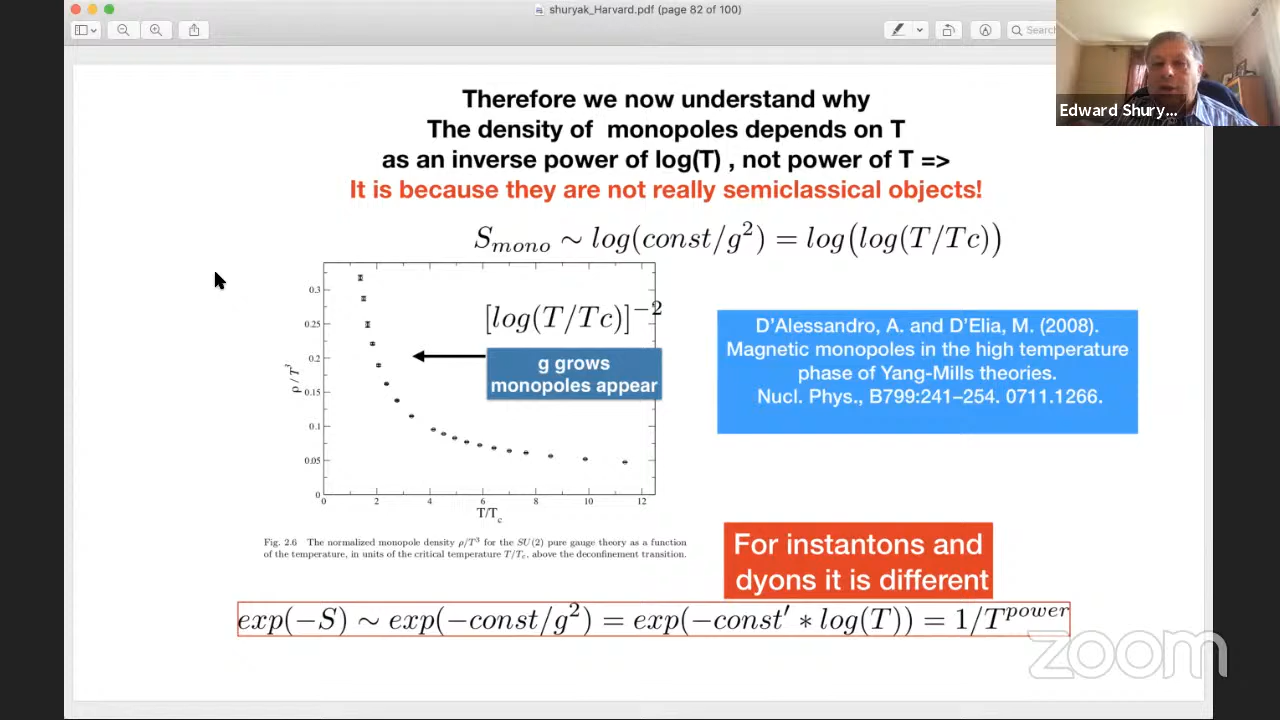 shuryak_Harvard.pdf (page 82 of 100)
Search
Edward Shury...
Therefore we now understand why
The density of monopoles depends on T
as an inverse power of log(T) , not power of T =>
It is because they are not really semiclassical objects!
S_{mono} ∼ log(const/g^2) = log(log(T/Tc))
[log(T/Tc)]^{−2}
g grows
monopoles appear
0.3
0.25
0.2
0.15
0.1
0.05
0
ρ / T^3
0 2 4 6 8 10 12
T/T_c
D'Alessandro, A. and D'Elia, M. (2008).
Magnetic monopoles in the high temperature
phase of Yang-Mills theories.
Nucl. Phys., B799:241–254. 0711.1266.
Fig. 2.6 The normalized monopole density ρ/T^3 for the SU(2) pure gauge theory as a function
of the temperature, in units of the critical temperature T/T_c, above the deconfinement transition.
For instantons and
dyons it is different
exp(−S) ∼ exp(−const/g^2) = exp(−const′ ∗ log(T)) = 1/T^{power}
zoom